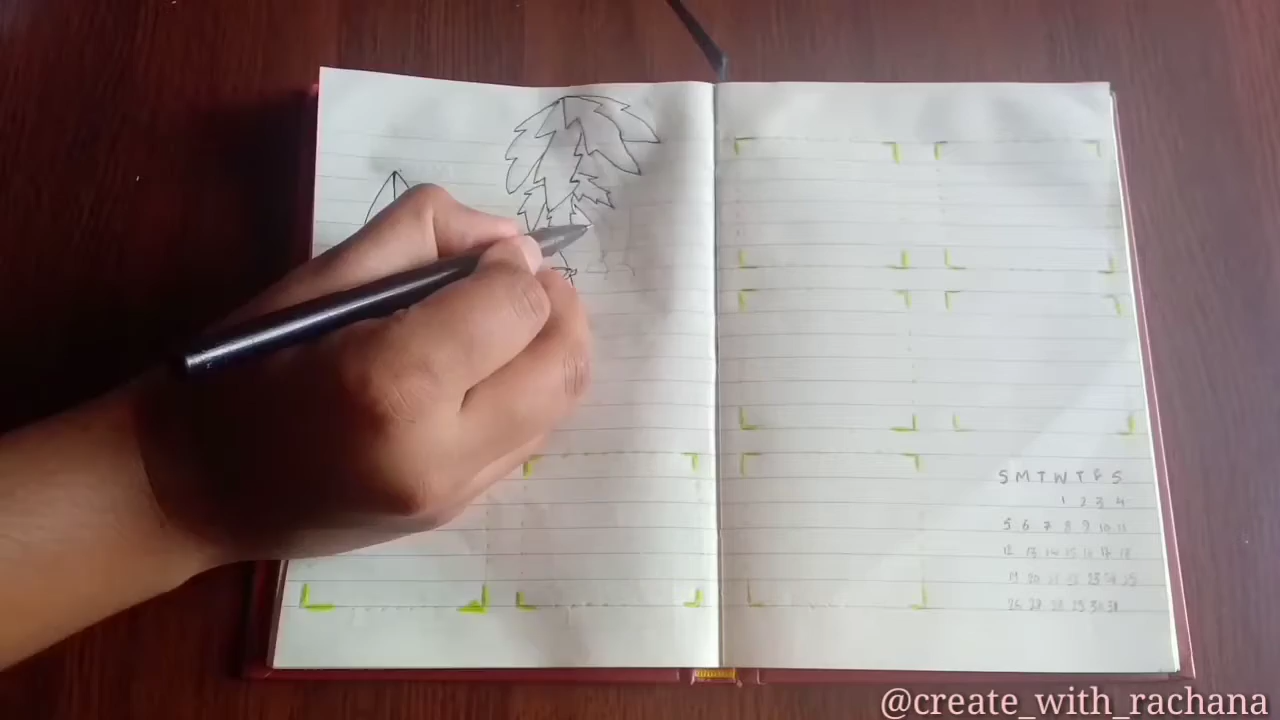 S M T W T F S
1 2 3 4
5 6 7 8 9 10 11
12 13 14 15 16 17 18
19 20 21 22 23 24 25
26 27 28 29 30 31
@create_with_rachana